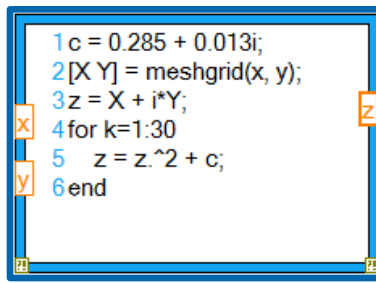 1 c = 0.285 + 0.013i;
2 [X Y] = meshgrid(x, y);
3 z = X + i*Y;
4 for k=1:30
5 z = z.^2 + c;
6 end
x
y
z
?!
?!